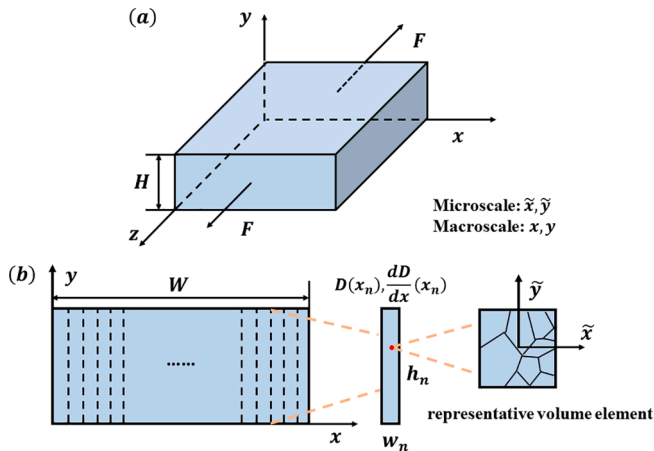 (a)
y
F
x
H
F
z
Microscale: x̃, ỹ
Macroscale: x, y
(b)
y
W
D(xₙ), dD/dx (xₙ)
ỹ
x̃
......
hₙ
representative volume element
x
wₙ